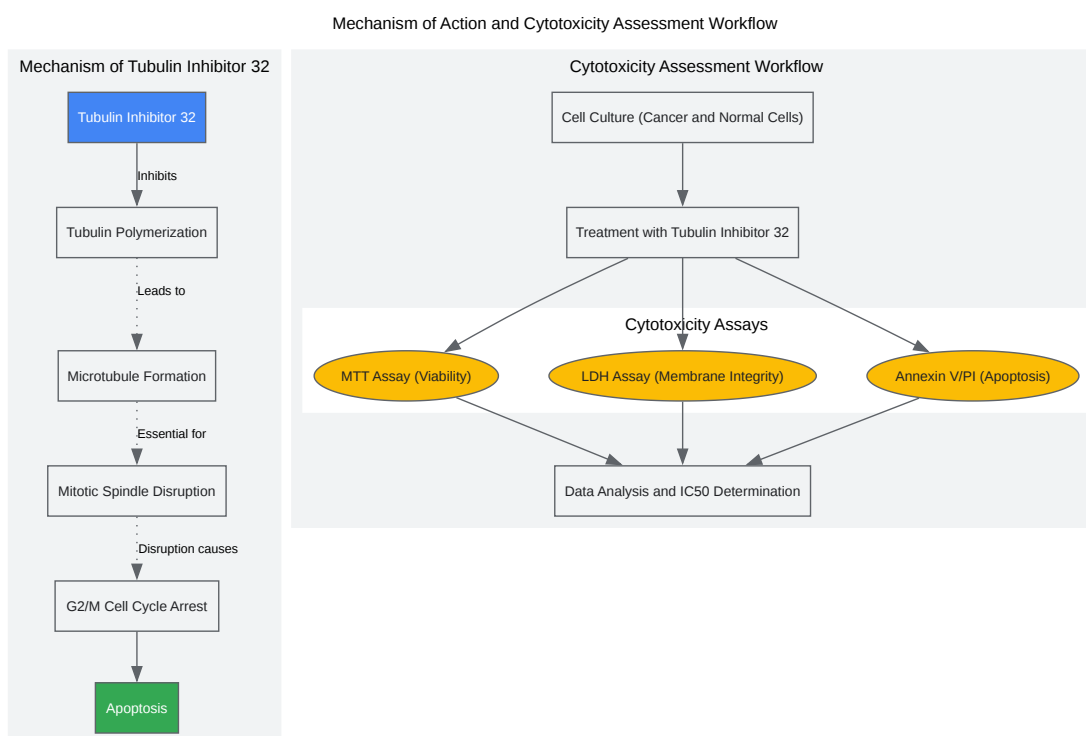 Mechanism of Action and Cytotoxicity Assessment Workflow
Mechanism of Tubulin Inhibitor 32
Tubulin Inhibitor 32
Inhibits
Tubulin Polymerization
Leads to
Microtubule Formation
Essential for
Mitotic Spindle Disruption
Disruption causes
G2/M Cell Cycle Arrest
Apoptosis
Cytotoxicity Assessment Workflow
Cell Culture (Cancer and Normal Cells)
Treatment with Tubulin Inhibitor 32
Cytotoxicity Assays
MTT Assay (Viability)
LDH Assay (Membrane Integrity)
Annexin V/PI (Apoptosis)
Data Analysis and IC50 Determination